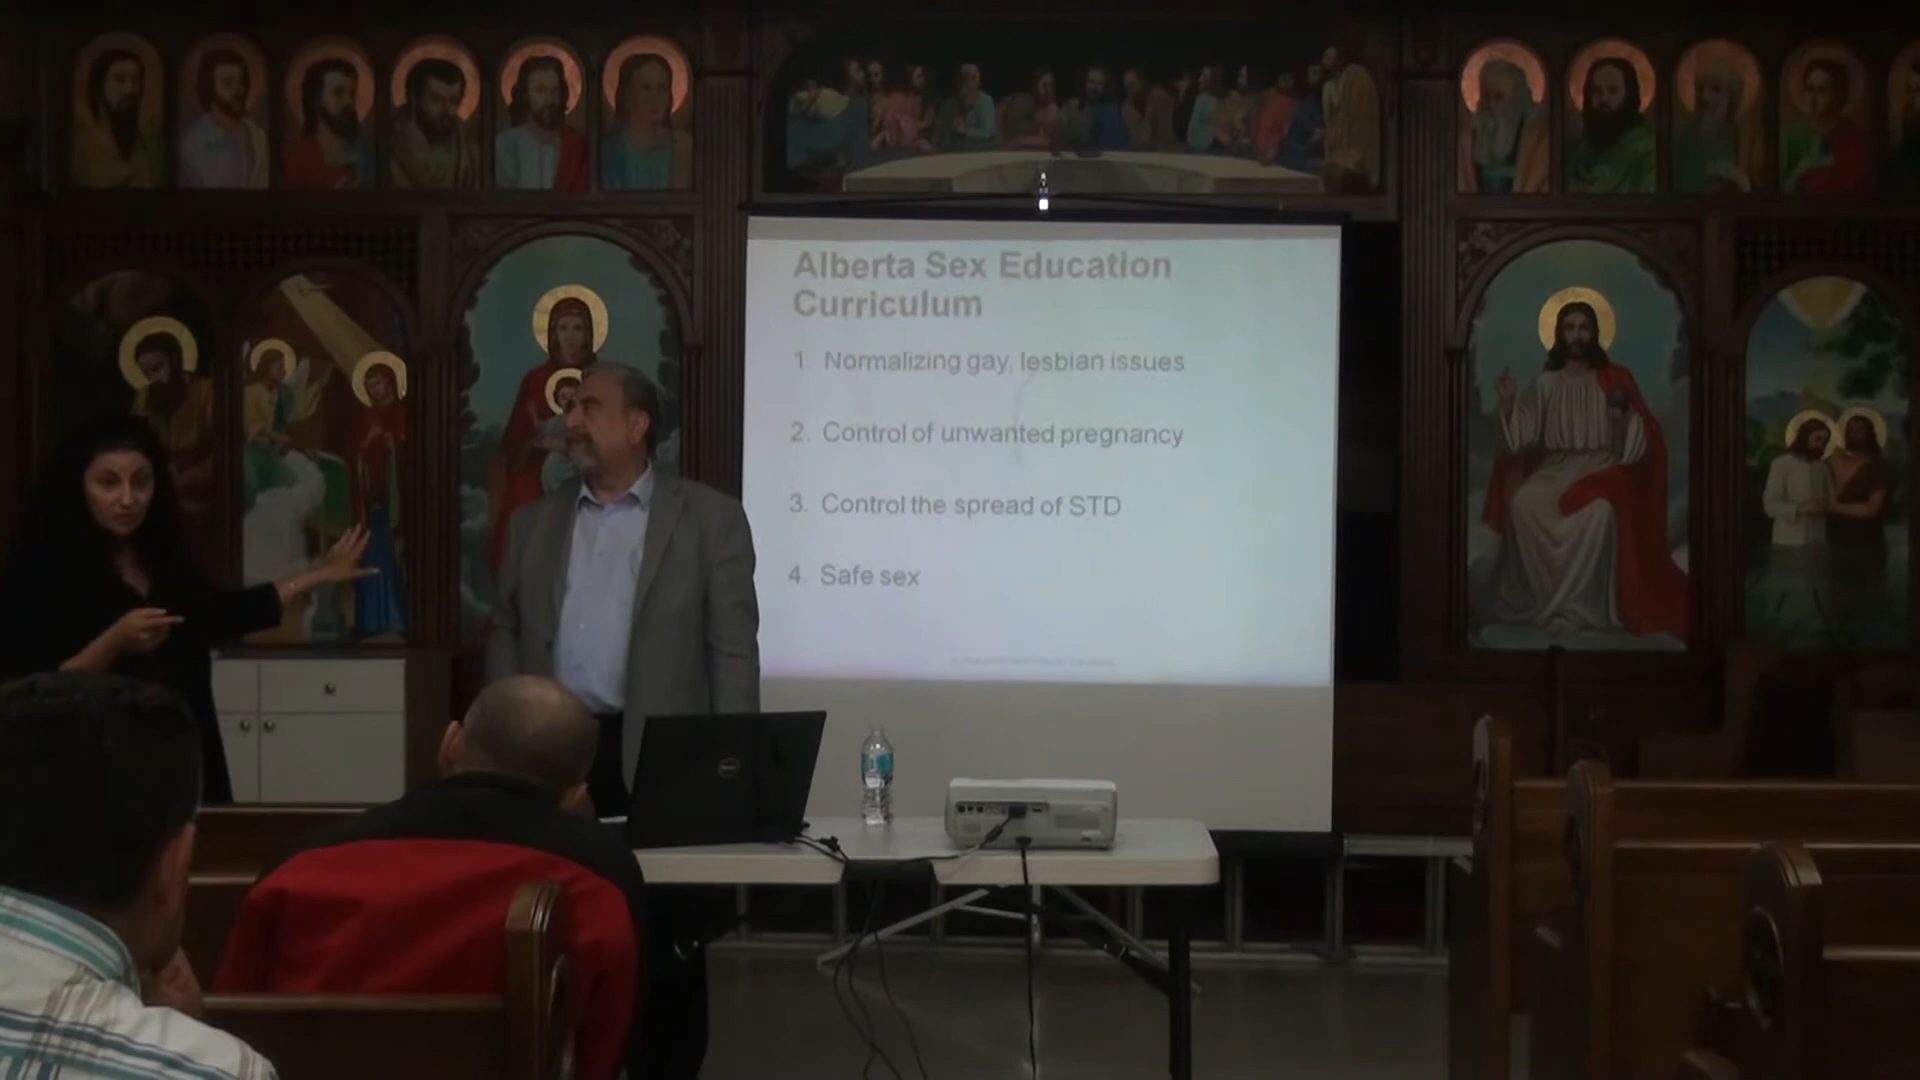 Alberta Sex Education
Curriculum
1 Normalizing gay, lesbian issues
2. Control of unwanted pregnancy
3. Control the spread of STD
4. Safe sex